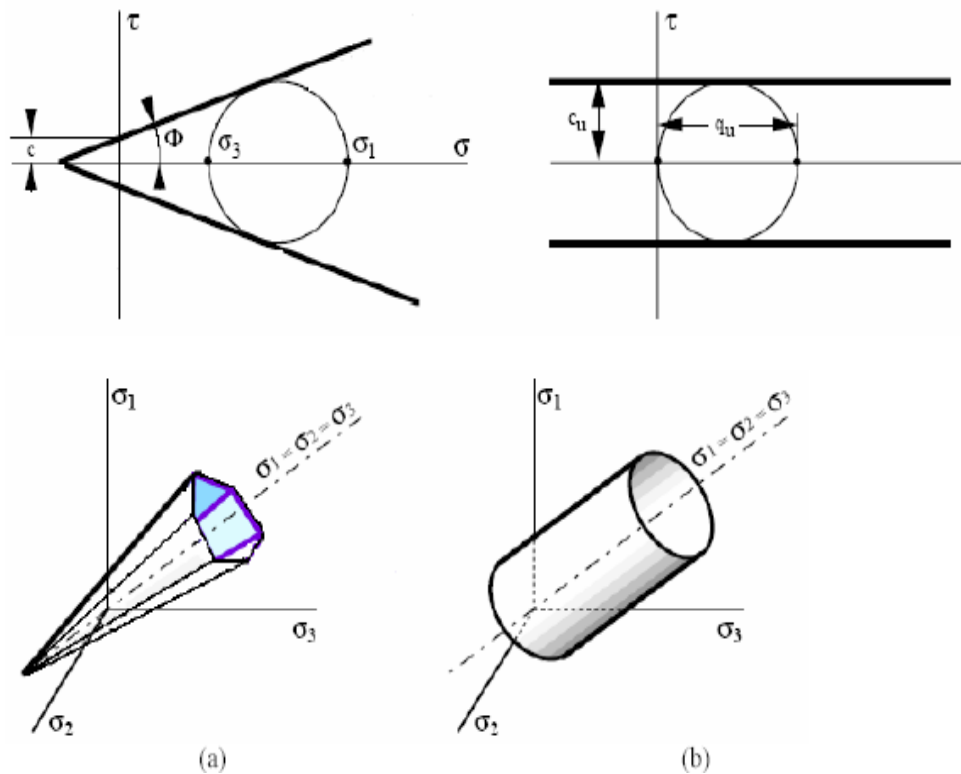 τ
τ
c
Φ
σ₃
σ₁
σ
cᵤ
qᵤ
σ₁
σ₁ = σ₂ = σ₃
σ₃
σ₂
σ₁
σ₁ = σ₂ = σ₃
σ₃
σ₂
(a)
(b)